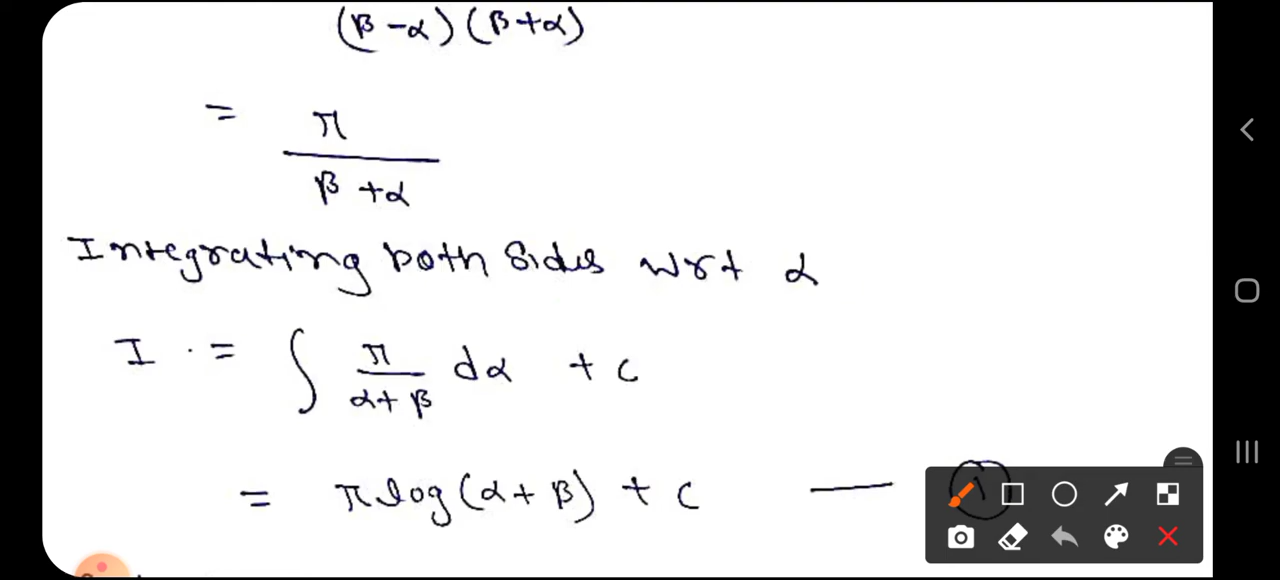 (β-α)(β+α)
= π
β+α
Integrating both sides wrt α
I = ∫ π/α+β dα + c
= π log(α+β) + c —